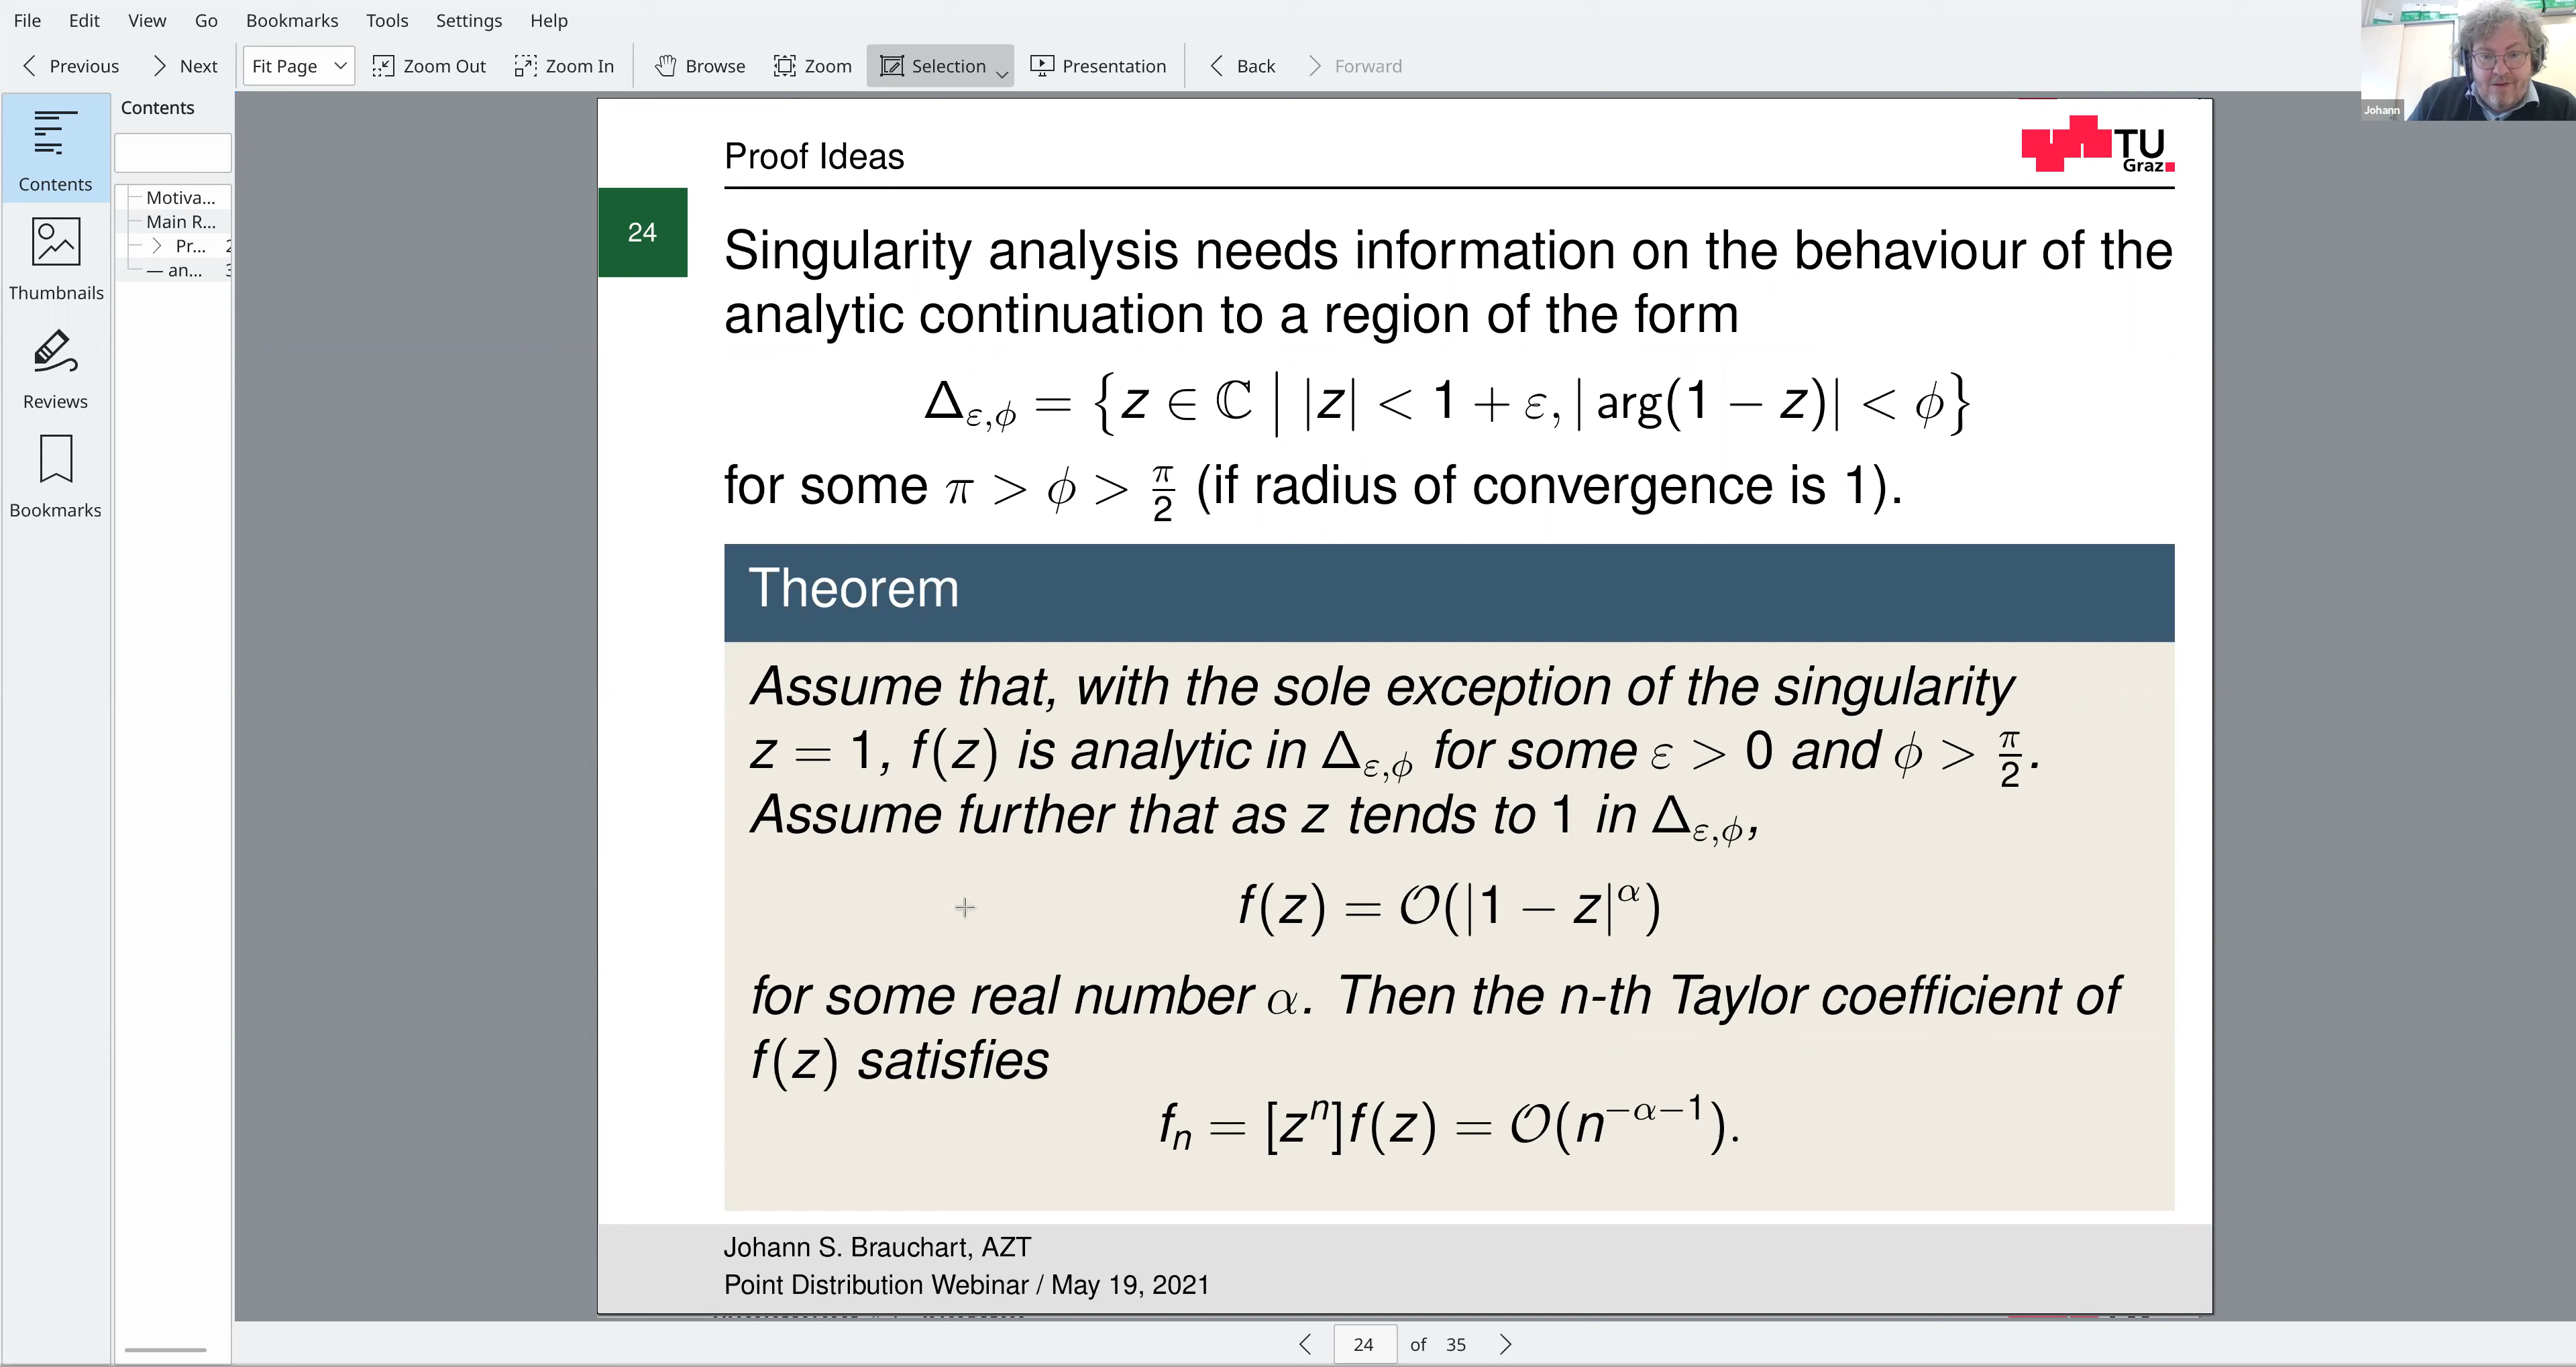 File Edit View Go Bookmarks Tools Settings Help
Previous Next Fit Page Zoom Out Zoom In Browse Zoom Selection Presentation Back Forward
Johann
Contents
Thumbnails
Reviews
Bookmarks
Contents
Motiva...
Main R...
Pr... 2
— an... 3
Proof Ideas
TU Graz
24
Singularity analysis needs information on the behaviour of the
analytic continuation to a region of the form
Δ_{ε,ϕ} = {z ∈ ℂ | |z| < 1 + ε, | arg(1 − z)| < ϕ}
for some π > ϕ > π/2 (if radius of convergence is 1).
Theorem
Assume that, with the sole exception of the singularity
z = 1, f(z) is analytic in Δ_{ε,ϕ} for some ε > 0 and ϕ > π/2.
Assume further that as z tends to 1 in Δ_{ε,ϕ},
f(z) = 𝒪(|1 − z|^α)
for some real number α. Then the n-th Taylor coefficient of
f(z) satisfies
f_n = [z^n]f(z) = 𝒪(n^{−α−1}).
Johann S. Brauchart, AZT
Point Distribution Webinar / May 19, 2021
24 of 35